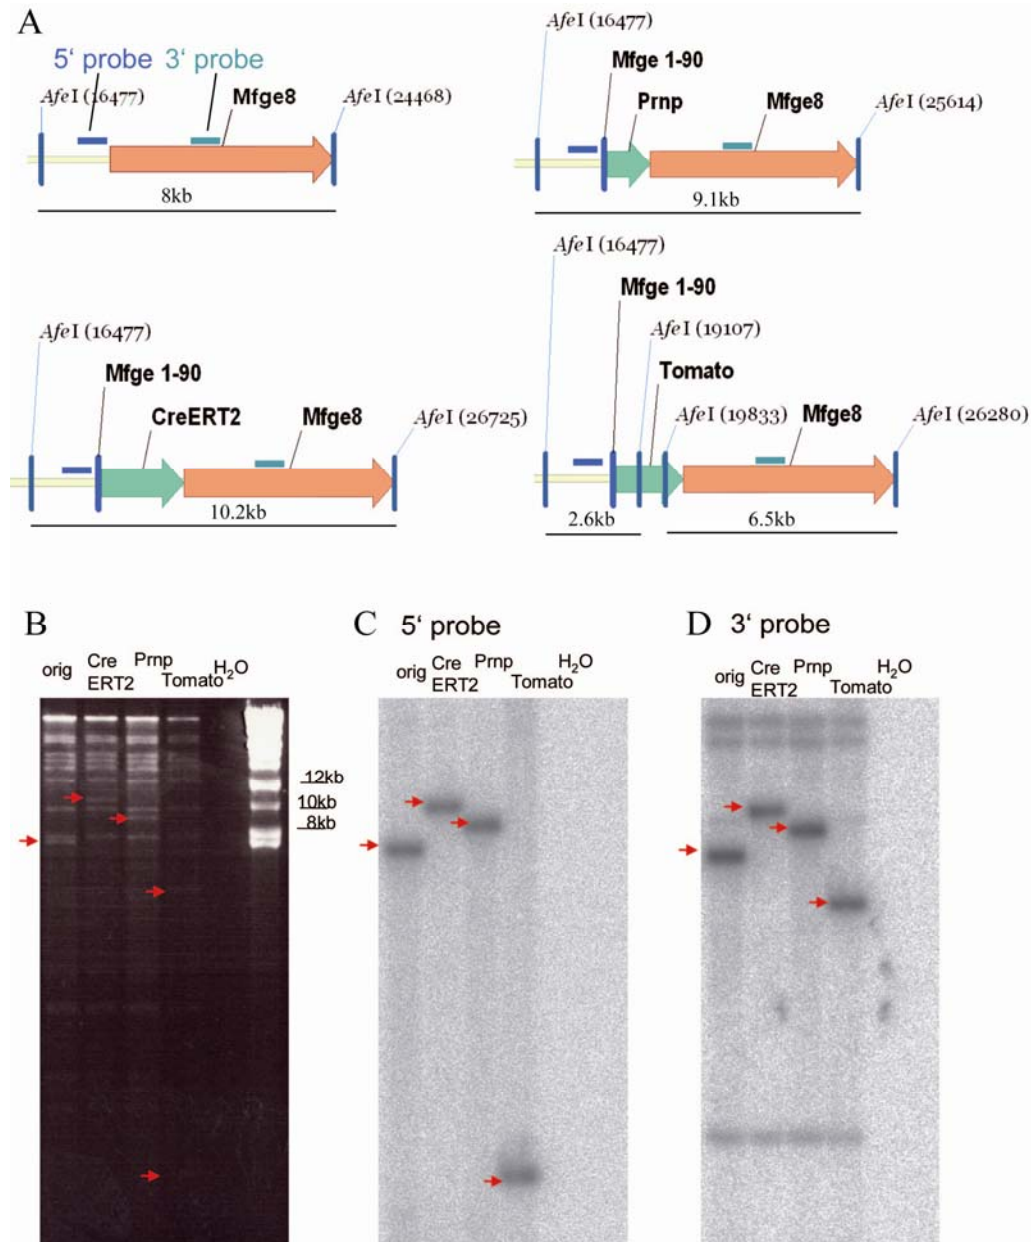 A
5' probe 3' probe
AfeI (16477) Mfge8 AfeI (24468)
8kb
AfeI (16477)
Mfge 1-90
Prnp Mfge8 AfeI (25614)
9.1kb
AfeI (16477)
Mfge 1-90
CreERT2 Mfge8 AfeI (26725)
10.2kb
AfeI (16477)
Mfge 1-90
AfeI (19107)
Tomato
AfeI (19833) Mfge8 AfeI (26280)
2.6kb 6.5kb
B
orig Cre ERT2 Prnp Tomato H₂O
12kb
10kb
8kb
C 5' probe
orig Cre ERT2 Prnp Tomato H₂O
D 3' probe
orig Cre ERT2 Prnp Tomato H₂O